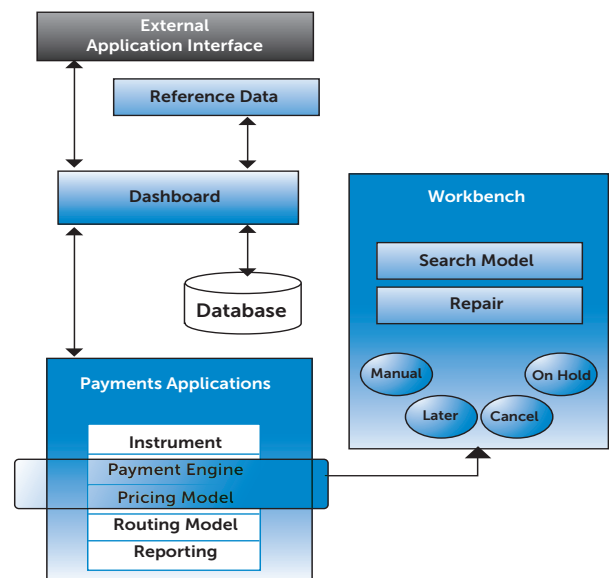 External
Application Interface
Reference Data
Dashboard
Database
Payments Applications
Instrument
Payment Engine
Pricing Model
Routing Model
Reporting
Workbench
Search Model
Repair
Manual
On Hold
Later
Cancel